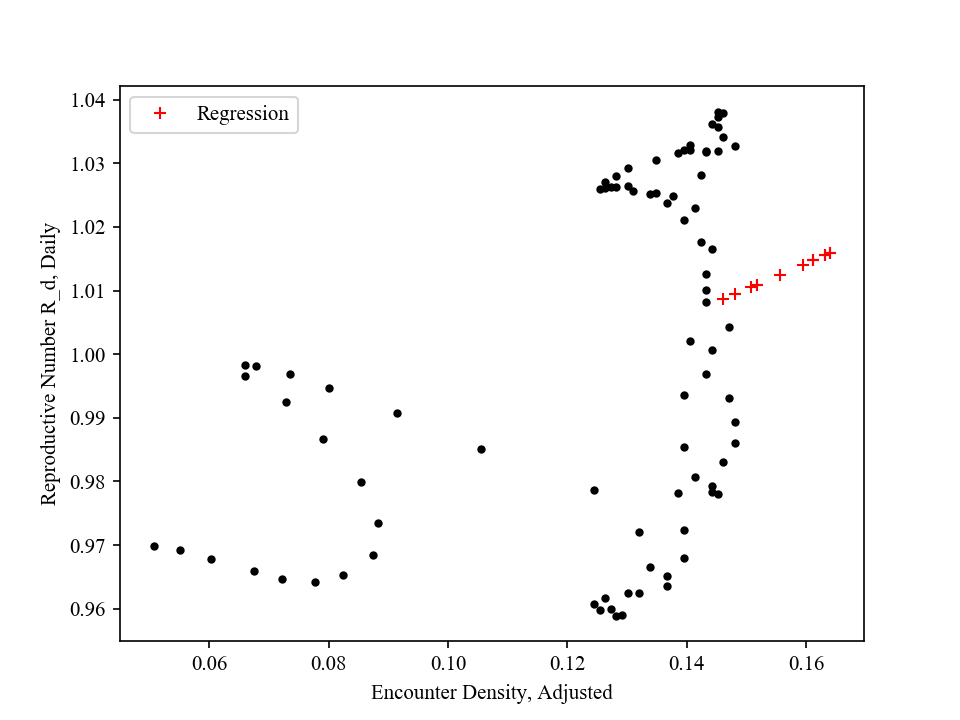 Regression
1.04
1.03
1.02
1.01
1.00
0.99
0.98
0.97
0.96
Reproductive Number R_d, Daily
0.06 0.08 0.10 0.12 0.14 0.16
Encounter Density, Adjusted